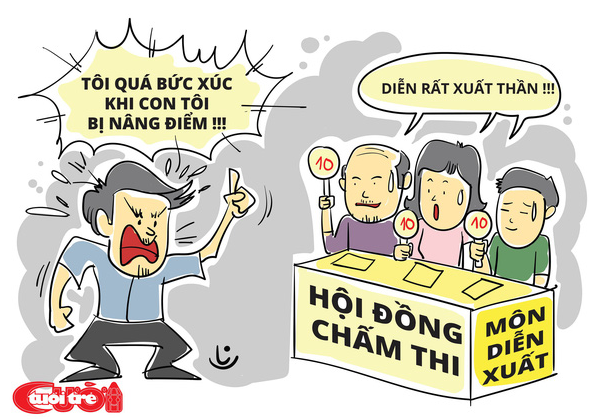 TÔI QUÁ BỨC XÚC
KHI CON TÔI
BỊ NÂNG ĐIỂM !!!
DIỄN RẤT XUẤT THẦN !!!
10
10
10
HỘI ĐỒNG
CHẤM THI
MÔN
DIỄN
XUẤT
tuổi trẻ
Cười